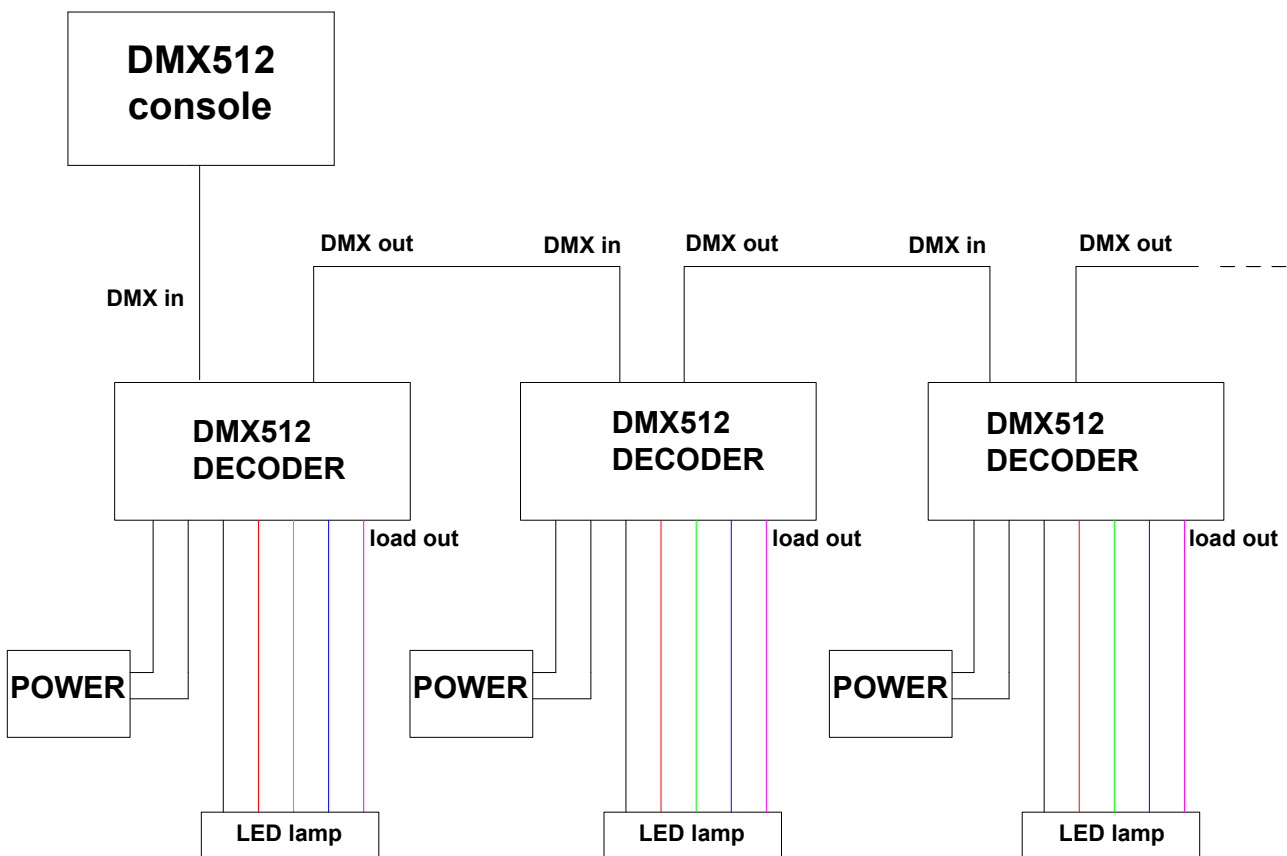 DMX512
console
DMX out
DMX in
DMX out
DMX in
DMX out
DMX in
DMX512
DECODER
DMX512
DECODER
DMX512
DECODER
load out
load out
load out
POWER
POWER
POWER
LED lamp
LED lamp
LED lamp